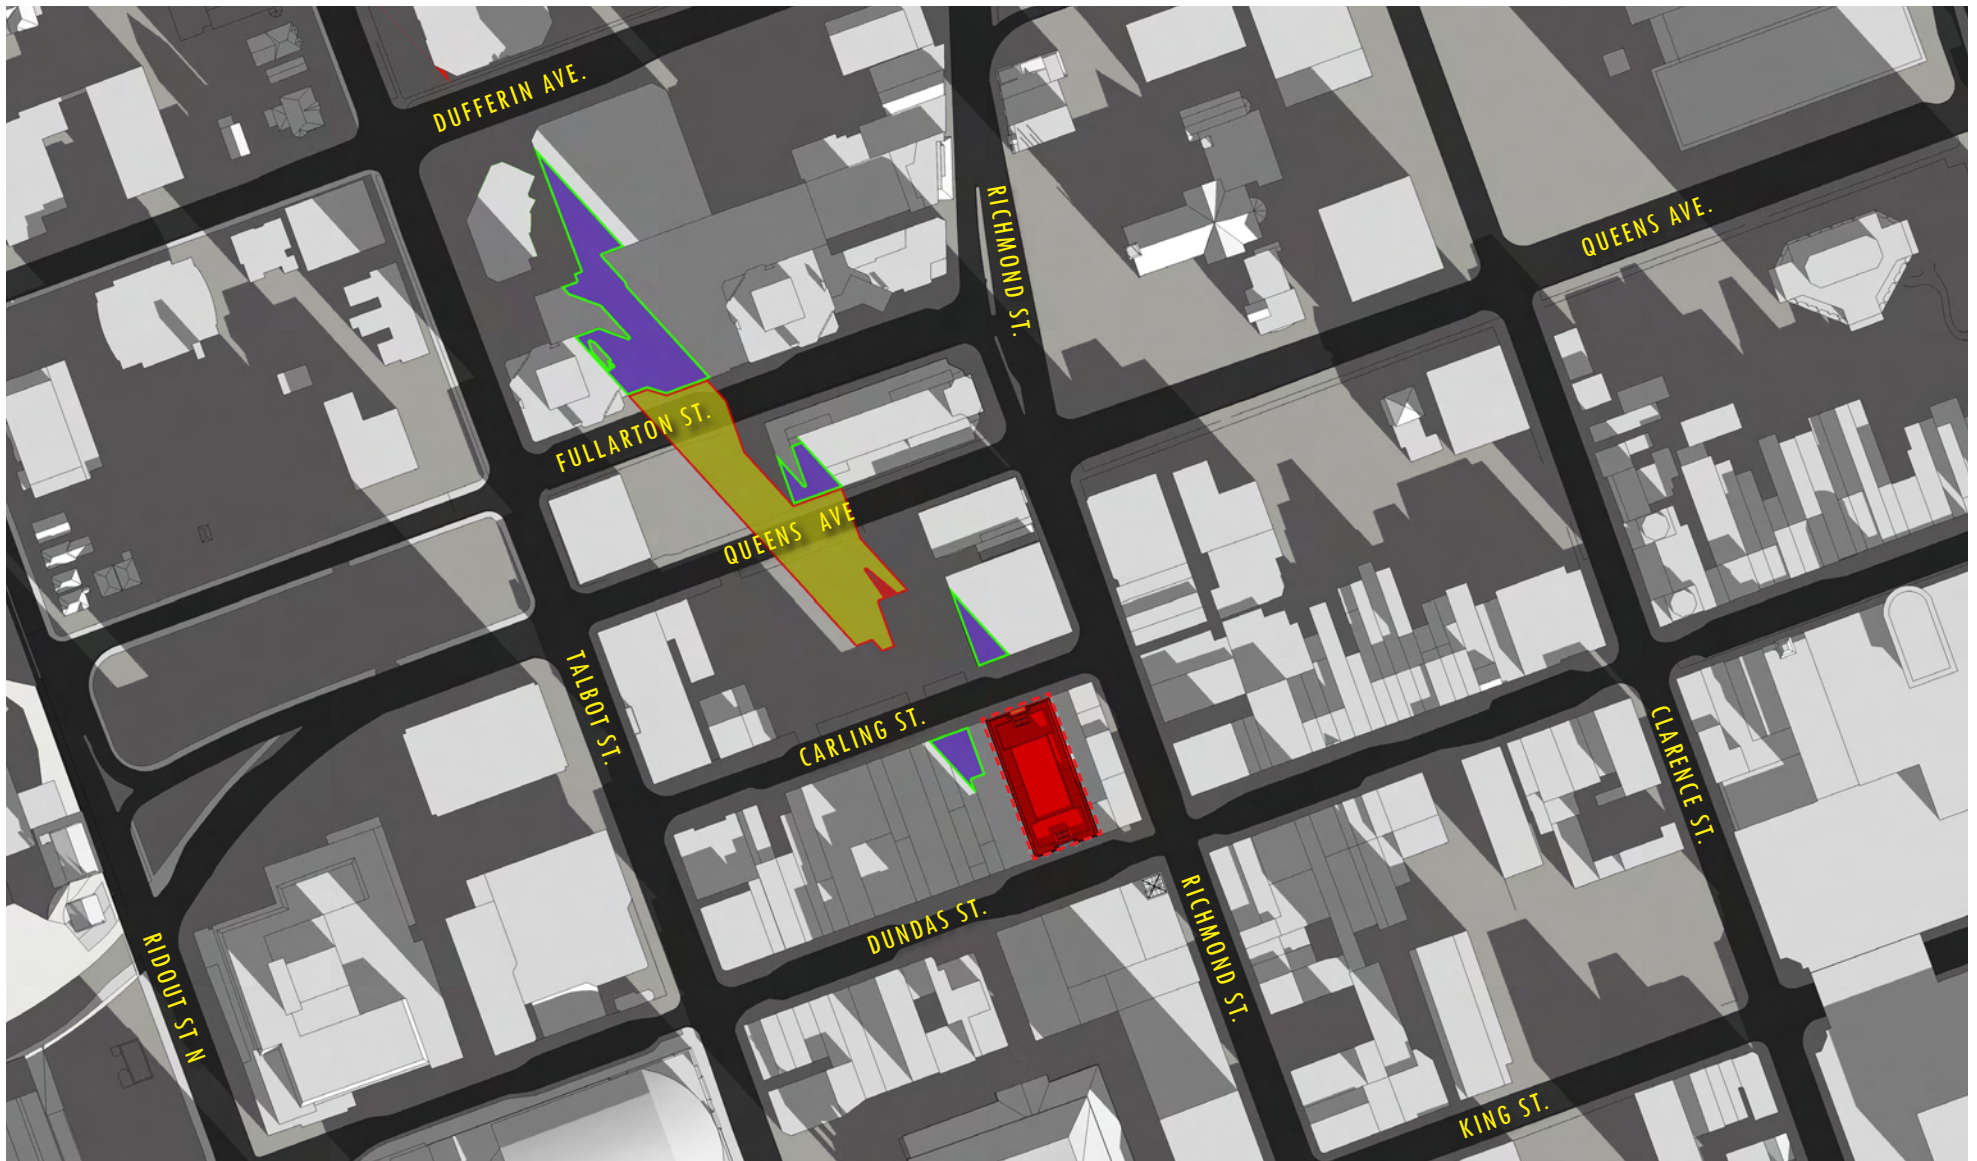 DUFFERIN AVE.
RICHMOND ST.
QUEENS AVE.
FULLARTON ST.
QUEENS AVE
TALBOT ST.
CARLING ST.
CLARENCE ST.
DUNDAS ST.
RICHMOND ST.
RIDOUT ST N
KING ST.